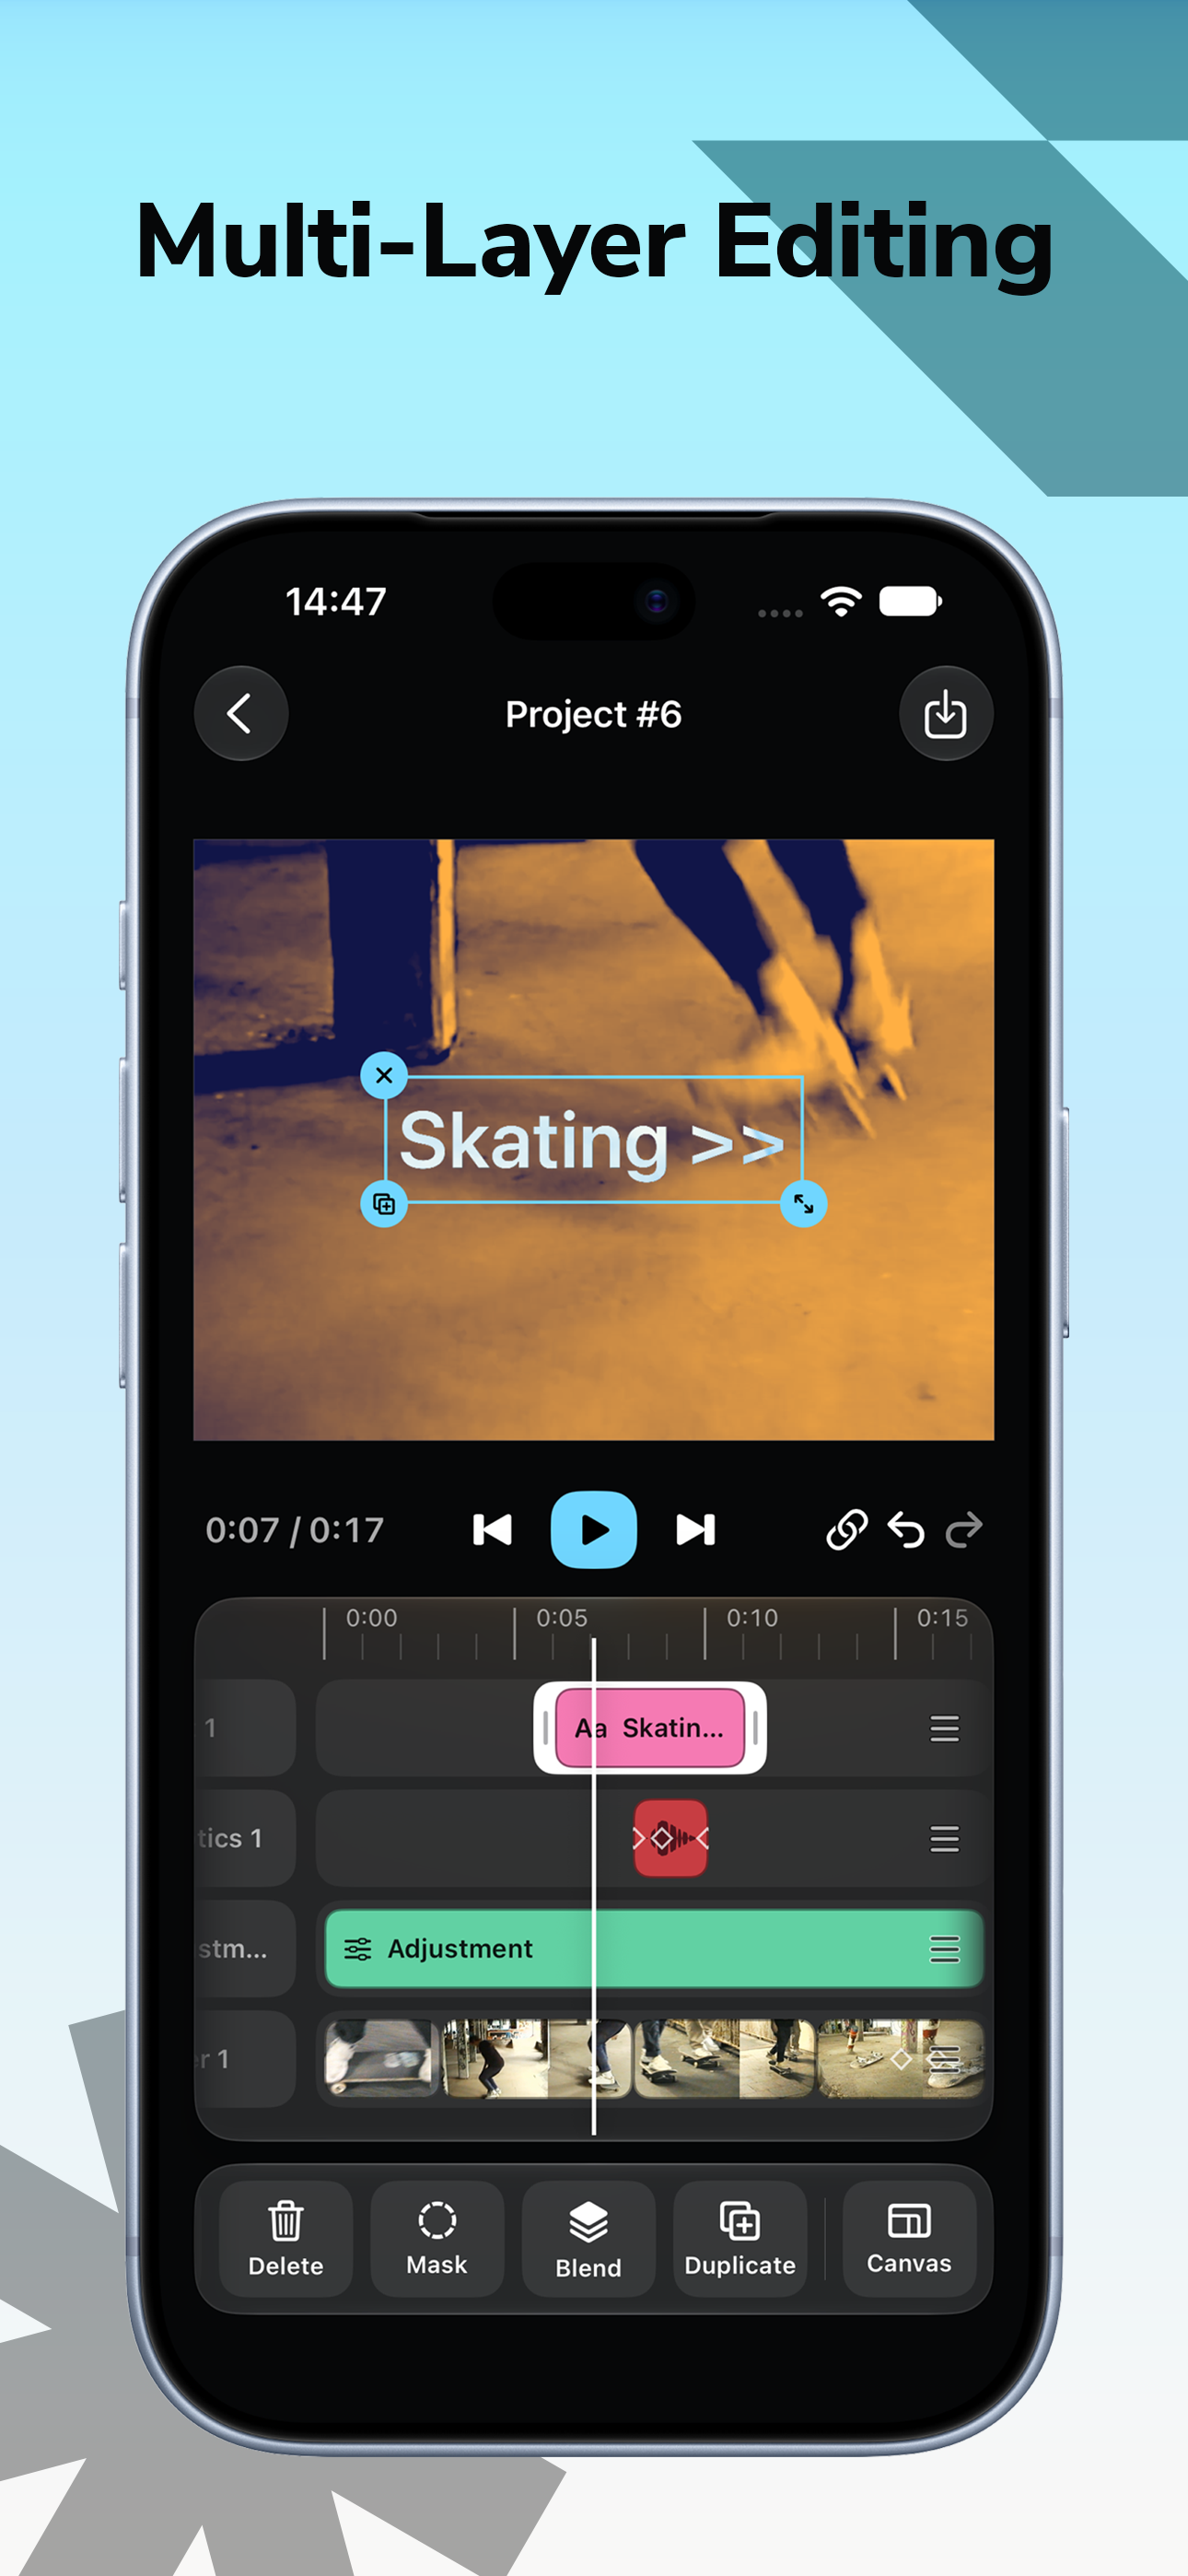 Multi-Layer Editing
14:47
Project #6
Skating >>
0:07 / 0:17
0:00 0:05 0:10 0:15
1 Aa Skatin...
tics 1
stm... Adjustment
r 1
Delete Mask Blend Duplicate Canvas